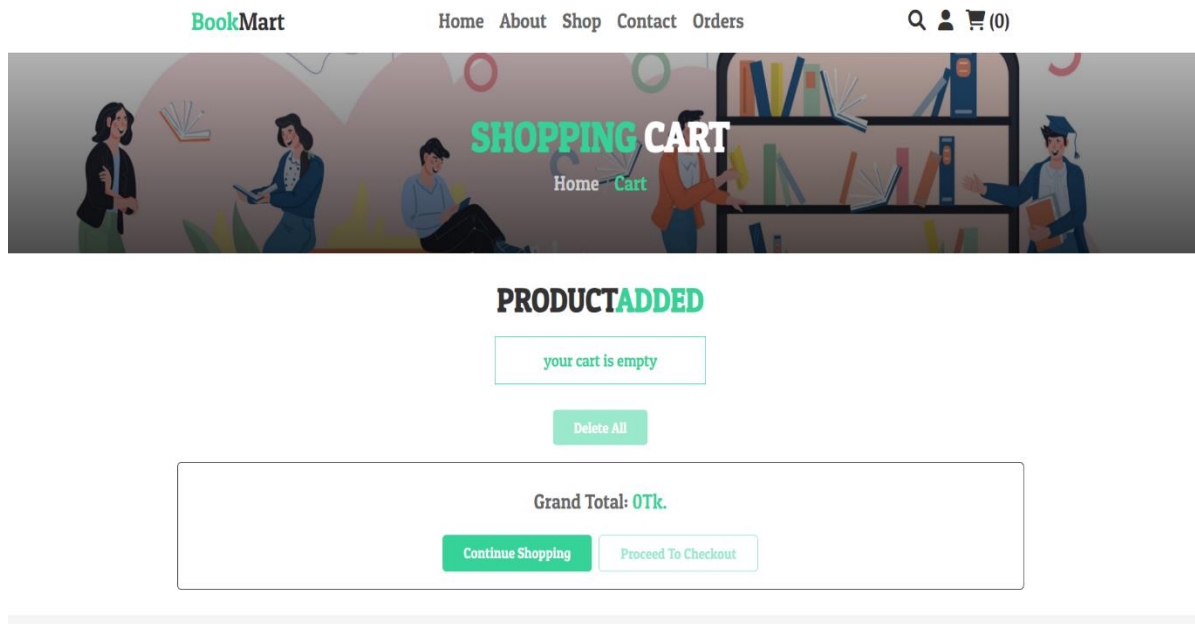 BookMart Home About Shop Contact Orders (0)
SHOPPING CART
Home Cart
PRODUCTADDED
your cart is empty
Delete All
Grand Total: 0Tk.
Continue Shopping Proceed To Checkout